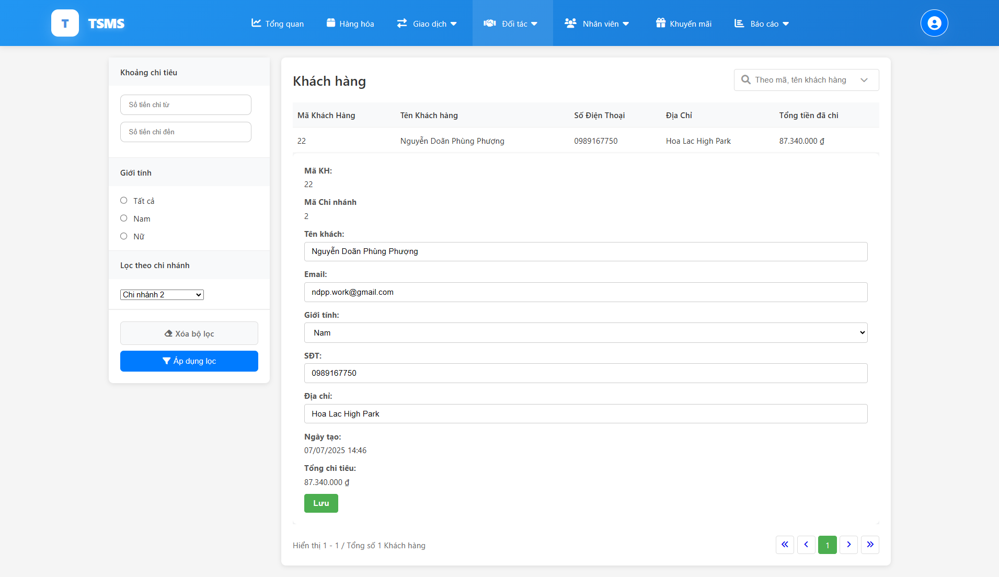 T TSMS Tổng quan Hàng hóa Giao dịch Đối tác Nhân viên Khuyến mãi Báo cáo
Khoảng chi tiêu
Số tiền chi từ
Số tiền chi đến
Giới tính
Tất cả
Nam
Nữ
Lọc theo chi nhánh
Chi nhánh 2
Xóa bộ lọc
Áp dụng lọc
Khách hàng
Theo mã, tên khách hàng
Mã Khách Hàng Tên Khách hàng Số Điện Thoại Địa Chỉ Tổng tiền đã chi
22 Nguyễn Doãn Phùng Phượng 0989167750 Hoa Lac High Park 87.340.000 ₫
Mã KH:
22
Mã Chi nhánh
2
Tên khách:
Nguyễn Doãn Phùng Phượng
Email:
ndpp.work@gmail.com
Giới tính:
Nam
SĐT:
0989167750
Địa chỉ:
Hoa Lac High Park
Ngày tạo:
07/07/2025 14:46
Tổng chi tiêu:
87.340.000 ₫
Lưu
Hiển thị 1 - 1 / Tổng số 1 Khách hàng
1